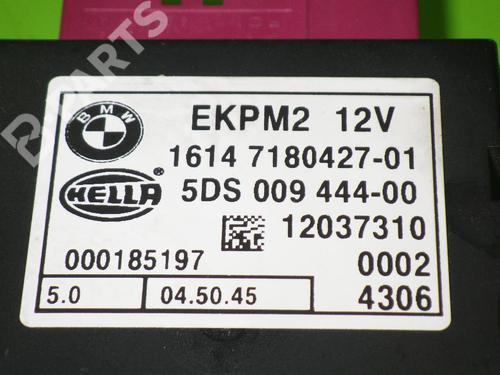 B-PARTS
BMW
EKPM2 12V
1614 7180427-01
HELLA
5DS 009 444-00
12037310
000185197
0002
5.0
04.50.45
4306